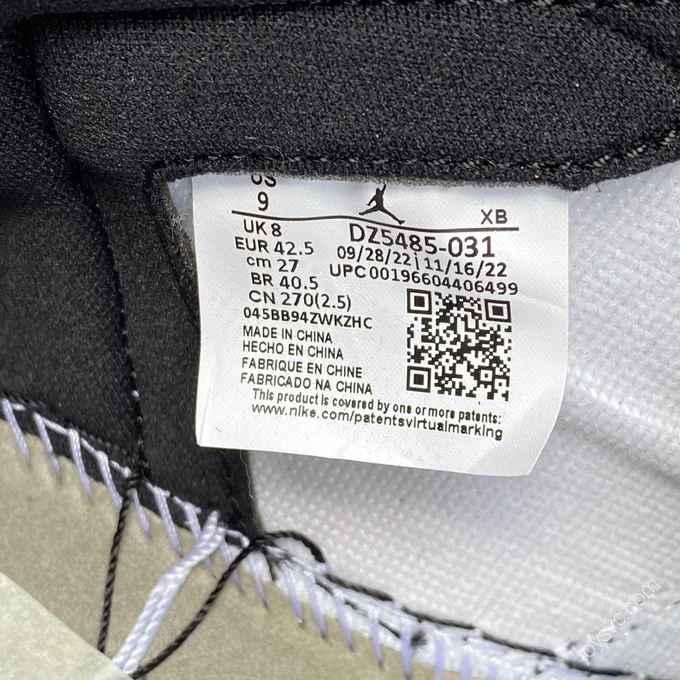 US
9
XB
UK 8
DZ5485-031
EUR 42.5
09/28/22 | 11/16/22
cm 27
UPC00196604406499
BR 40.5
CN 270(2.5)
045BB94ZWKZHC
MADE IN CHINA
HECHO EN CHINA
FABRIQUE EN CHINE
FABRICADO NA CHINA
This product is covered by one or more patents:
www.nike.com/patentsvirtualmarking